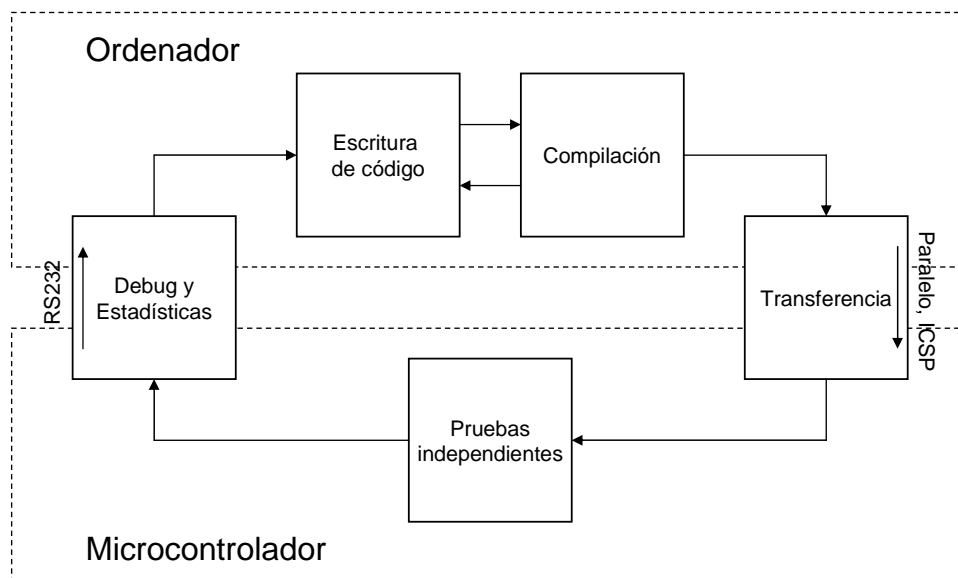 Ordenador
Escritura
de código
Compilación
RS232
Debug y
Estadísticas
Transferencia
Paralelo, ICSP
Pruebas
independientes
Microcontrolador